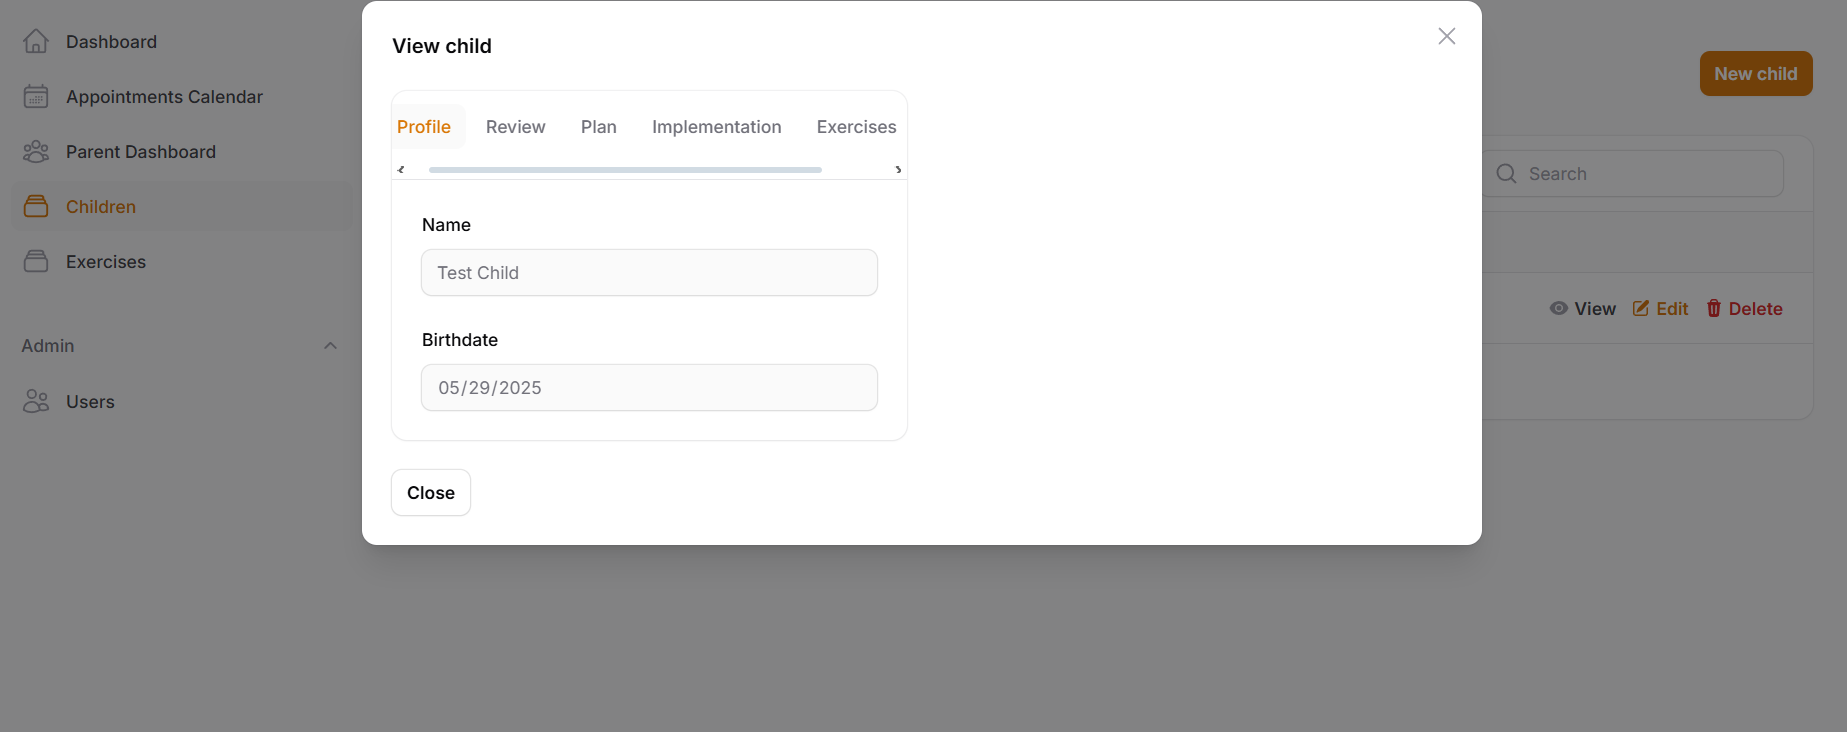 Dashboard
Appointments Calendar
Parent Dashboard
Children
Exercises
Admin
Users
View child
Profile Review Plan Implementation Exercises
Name
Test Child
Birthdate
05/29/2025
Close
New child
Search
View Edit Delete